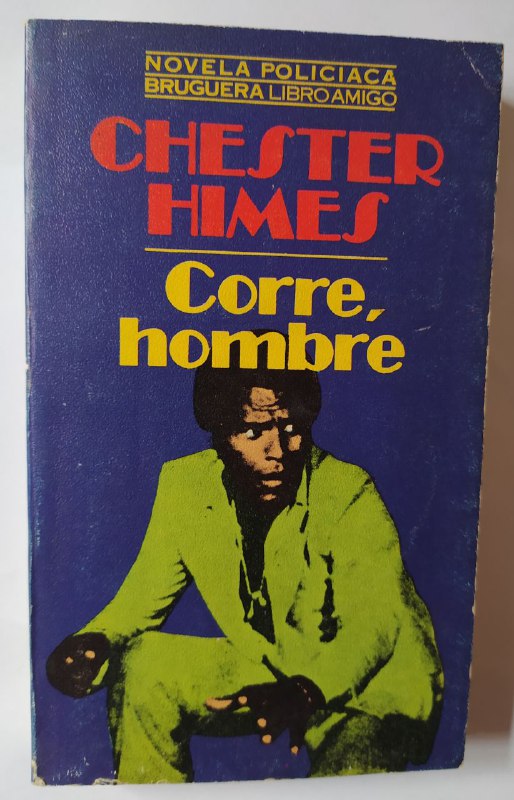 NOVELA POLICIACA
BRUGUERA LIBRO AMIGO
CHESTER
HIMES
Corre,
hombre